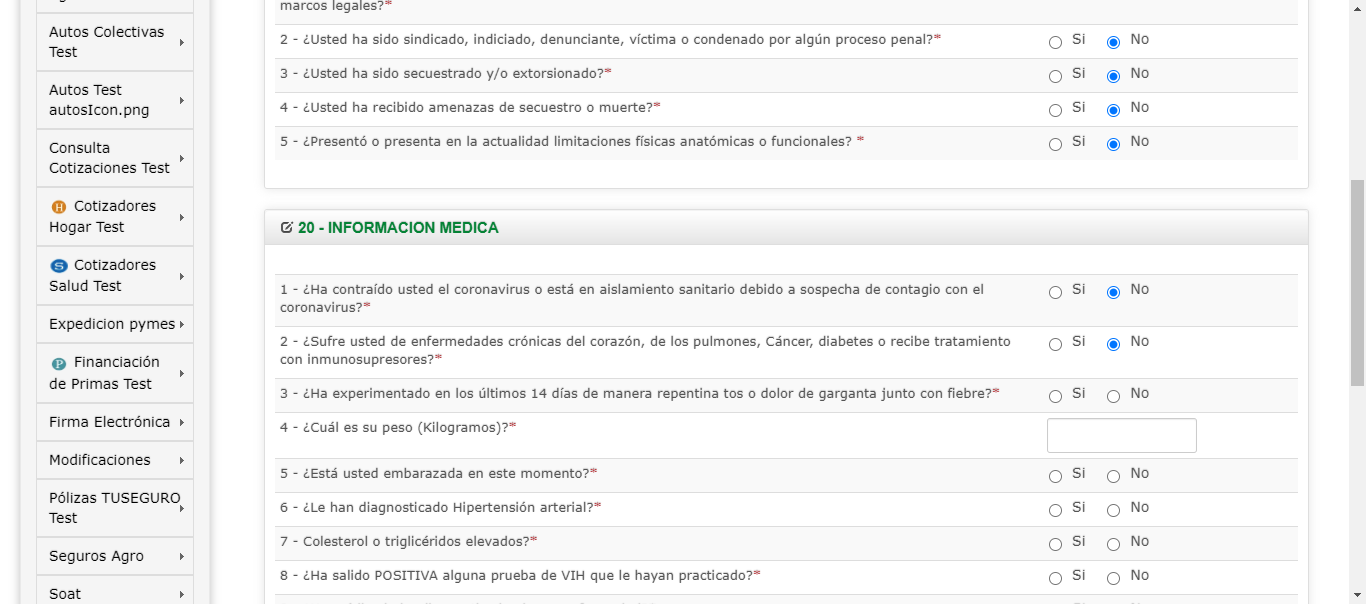 Autos Colectivas
Test
Autos Test
autosIcon.png
Consulta
Cotizaciones Test
H Cotizadores
Hogar Test
S Cotizadores
Salud Test
Expedicion pymes
P Financiación
de Primas Test
Firma Electrónica
Modificaciones
Pólizas TUSEGURO
Test
Seguros Agro
Soat
marcos legales?*
2 - ¿Usted ha sido sindicado, indiciado, denunciante, víctima o condenado por algún proceso penal?* Si No
3 - ¿Usted ha sido secuestrado y/o extorsionado?* Si No
4 - ¿Usted ha recibido amenazas de secuestro o muerte?* Si No
5 - ¿Presentó o presenta en la actualidad limitaciones físicas anatómicas o funcionales? * Si No
20 - INFORMACION MEDICA
1 - ¿Ha contraído usted el coronavirus o está en aislamiento sanitario debido a sospecha de contagio con el Si No
coronavirus?*
2 - ¿Sufre usted de enfermedades crónicas del corazón, de los pulmones, Cáncer, diabetes o recibe tratamiento Si No
con inmunosupresores?*
3 - ¿Ha experimentado en los últimos 14 días de manera repentina tos o dolor de garganta junto con fiebre?* Si No
4 - ¿Cuál es su peso (Kilogramos)?*
5 - ¿Está usted embarazada en este momento?* Si No
6 - ¿Le han diagnosticado Hipertensión arterial?* Si No
7 - Colesterol o triglicéridos elevados?* Si No
8 - ¿Ha salido POSITIVA alguna prueba de VIH que le hayan practicado?* Si No